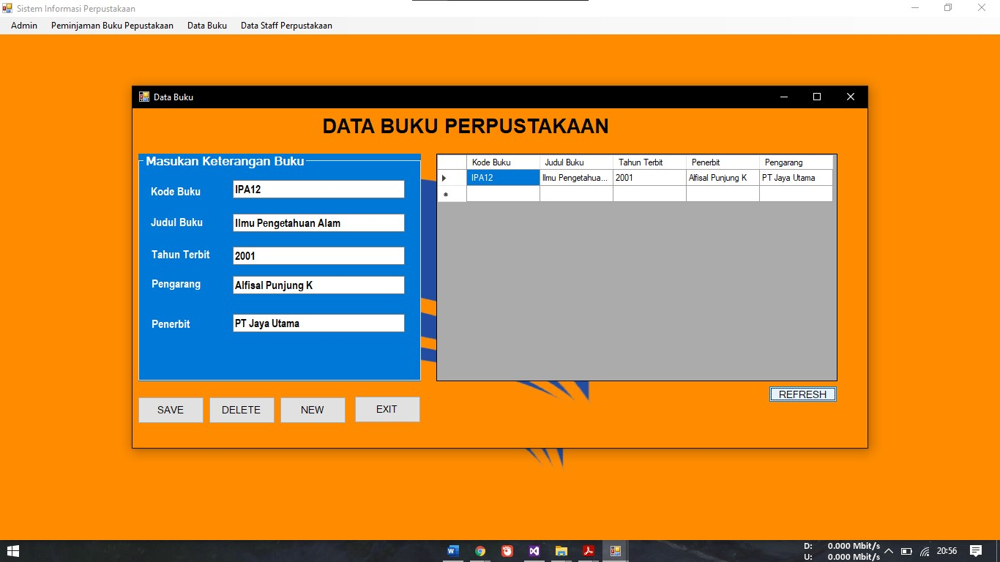 Sistem Informasi Perpustakaan
Admin Peminjaman Buku Pepustakaan Data Buku Data Staff Perpustakaan
Data Buku
DATA BUKU PERPUSTAKAAN
Masukan Keterangan Buku
Kode Buku IPA12
Judul Buku Ilmu Pengetahuan Alam
Tahun Terbit 2001
Pengarang Alfisal Punjung K
Penerbit PT Jaya Utama
Kode Buku Judul Buku Tahun Terbit Penerbit Pengarang
IPA12 Ilmu Pengetahua... 2001 Alfisal Punjung K PT Jaya Utama
REFRESH
SAVE DELETE NEW EXIT
D: 0.000 Mbit/s
U: 0.000 Mbit/s
20:56